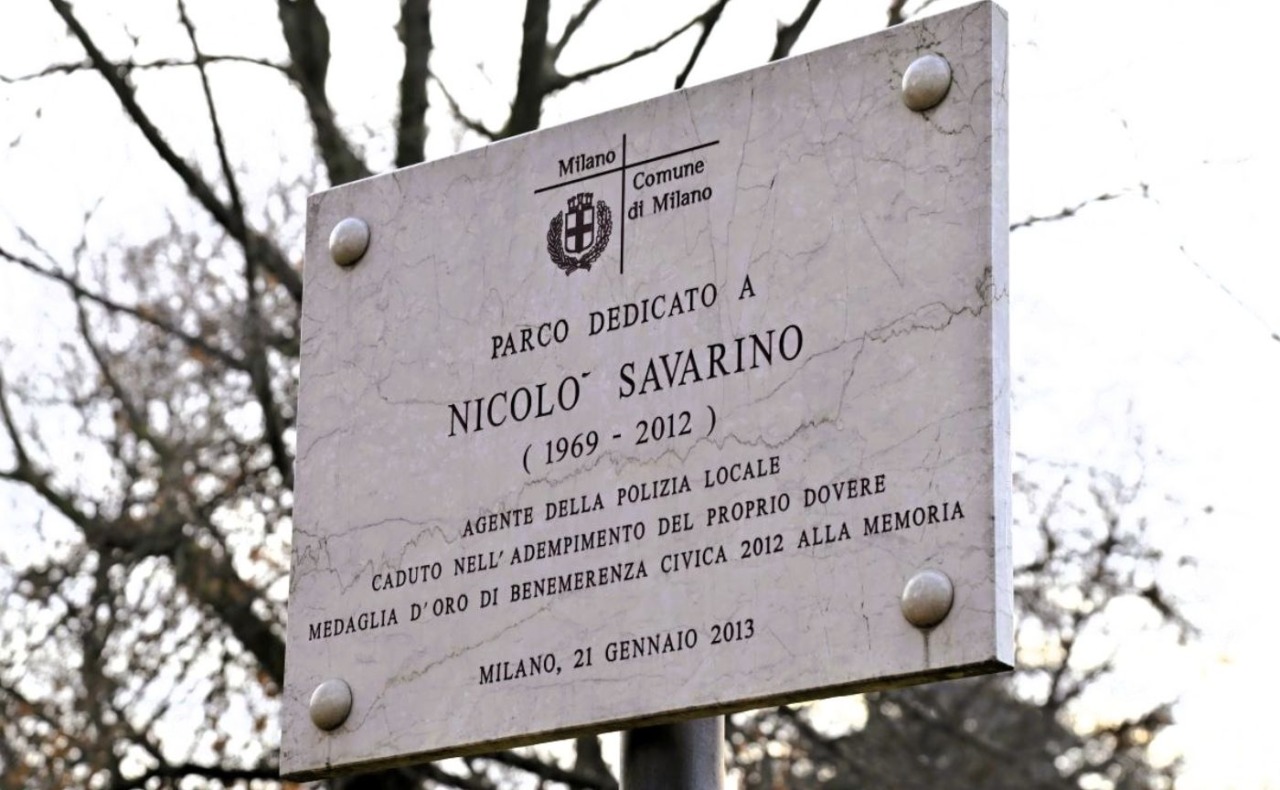 Milano
Comune
di Milano
PARCO DEDICATO A
NICOLO´ SAVARINO
( 1969 - 2012 )
AGENTE DELLA POLIZIA LOCALE
CADUTO NELL'ADEMPIMENTO DEL PROPRIO DOVERE
MEDAGLIA D'ORO DI BENEMERENZA CIVICA 2012 ALLA MEMORIA
MILANO, 21 GENNAIO 2013